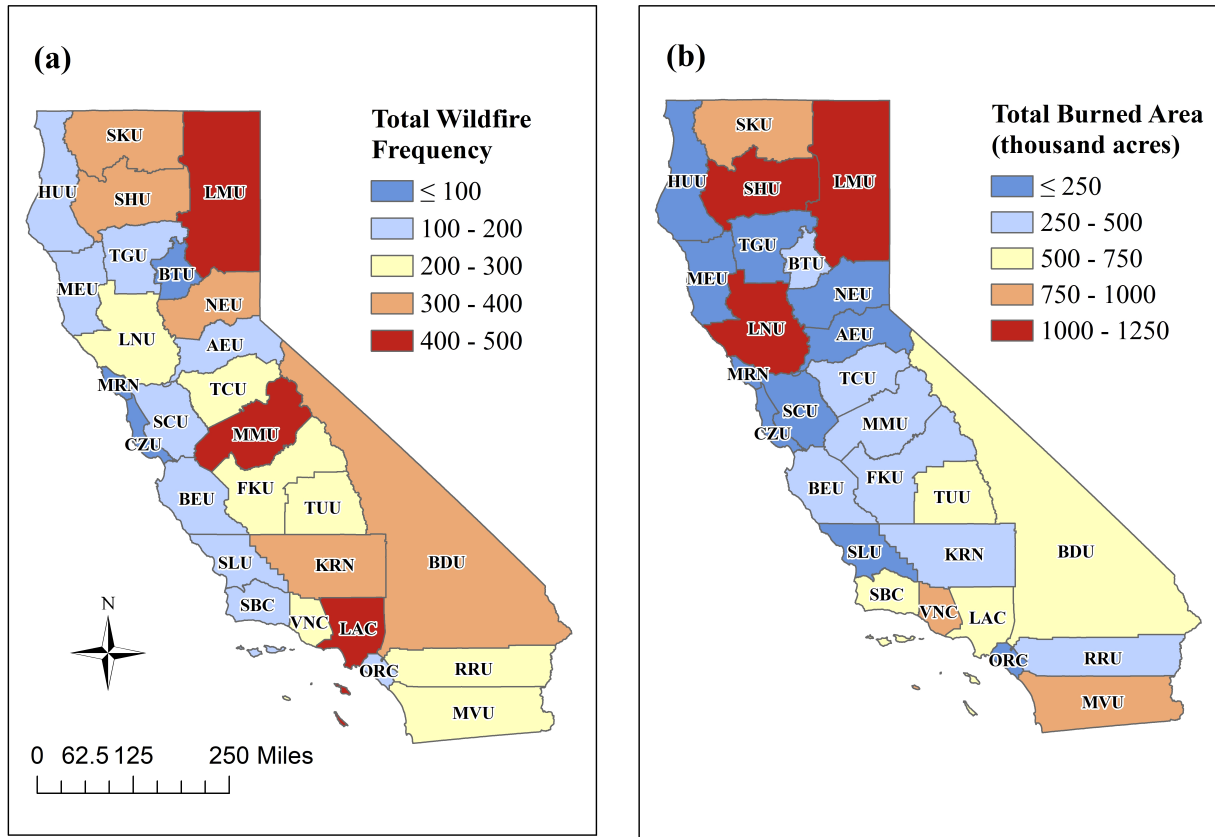 (a)
Total Wildfire
Frequency
≤ 100
100 - 200
200 - 300
300 - 400
400 - 500
SKU
HUU
SHU
LMU
TGU
BTU
MEU
NEU
LNU
AEU
MRN
TCU
SCU
CZU
MMU
BEU
FKU
TUU
SLU
KRN
BDU
SBC
VNC
LAC
ORC
RRU
MVU
N
0 62.5 125 250 Miles
(b)
Total Burned Area
(thousand acres)
≤ 250
250 - 500
500 - 750
750 - 1000
1000 - 1250
SKU
HUU
SHU
LMU
TGU
BTU
MEU
NEU
LNU
AEU
MRN
TCU
SCU
CZU
MMU
BEU
FKU
TUU
SLU
KRN
BDU
SBC
VNC
LAC
ORC
RRU
MVU